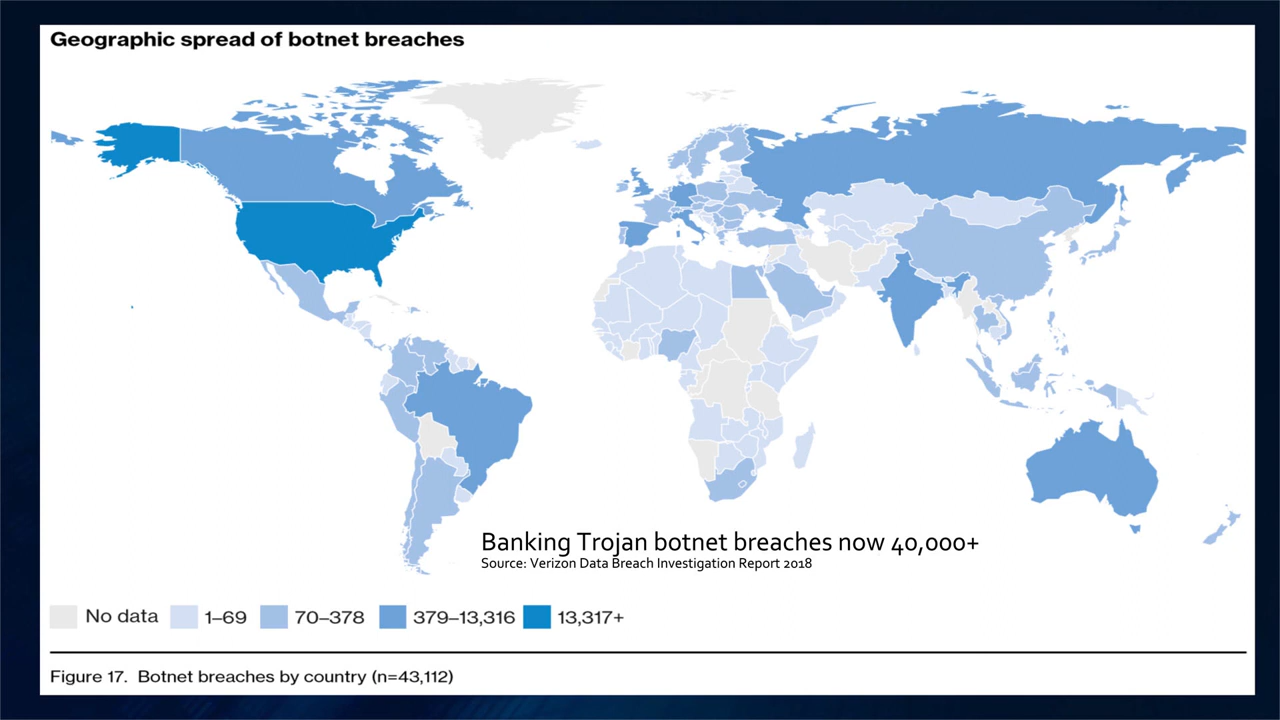 Geographic spread of botnet breaches
Banking Trojan botnet breaches now 40,000+
Source: Verizon Data Breach Investigation Report 2018
No data 1–69 70–378 379–13,316 13,317+
Figure 17. Botnet breaches by country (n=43,112)